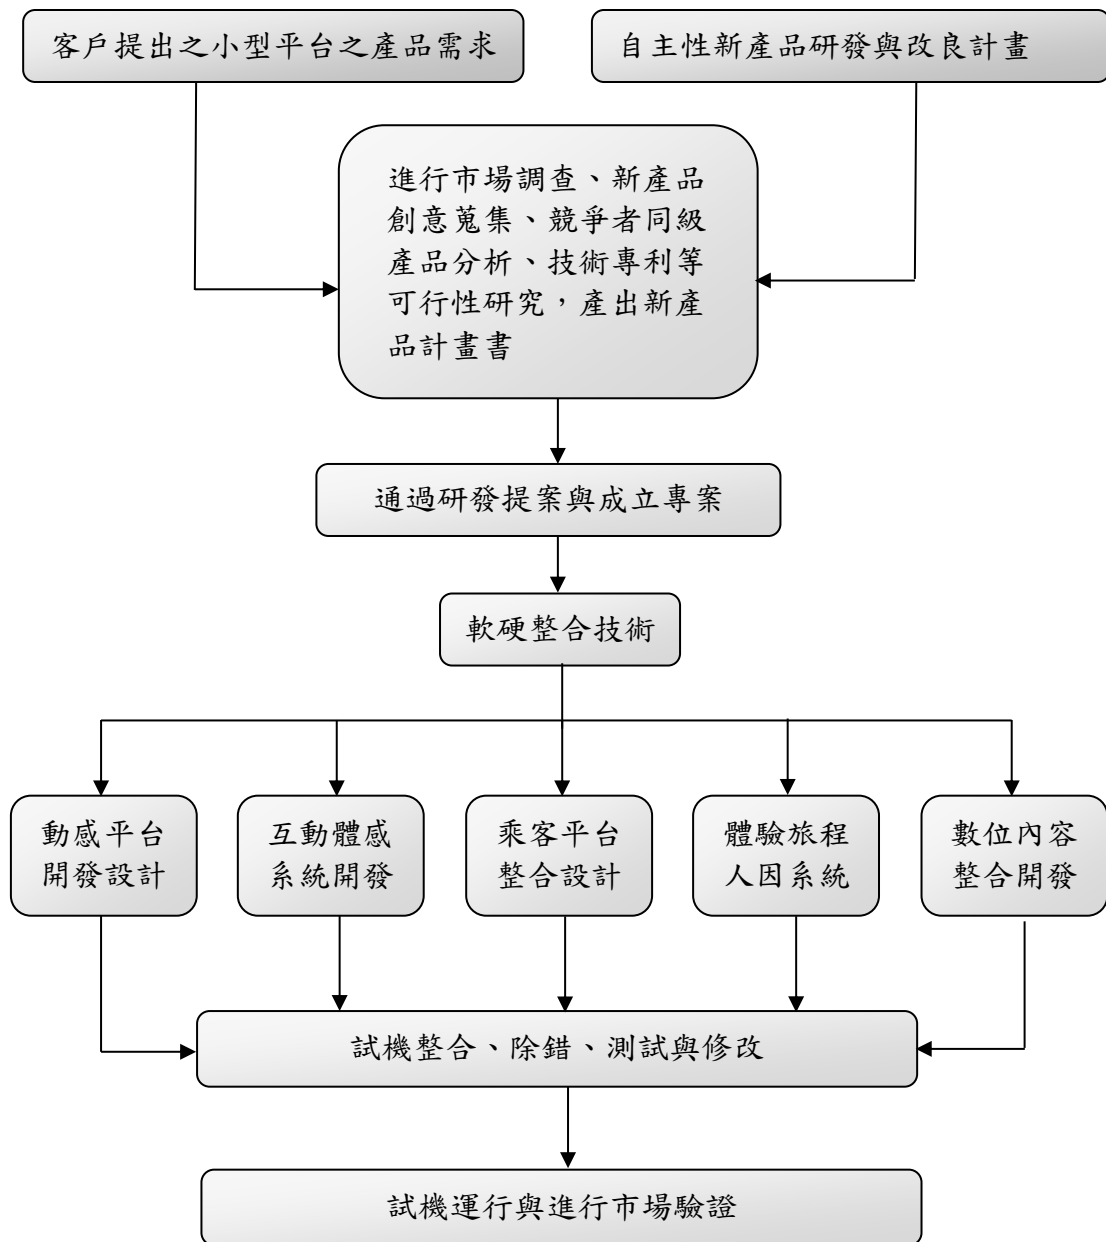 客戶提出之小型平台之產品需求
自主性新產品研發與改良計畫
進行市場調查、新產品
創意蒐集、競爭者同級
產品分析、技術專利等
可行性研究，產出新產
品計畫書
通過研發提案與成立專案
軟硬整合技術
動感平台
開發設計
互動體感
系統開發
乘客平台
整合設計
體驗旅程
人因系統
數位內容
整合開發
試機整合、除錯、測試與修改
試機運行與進行市場驗證